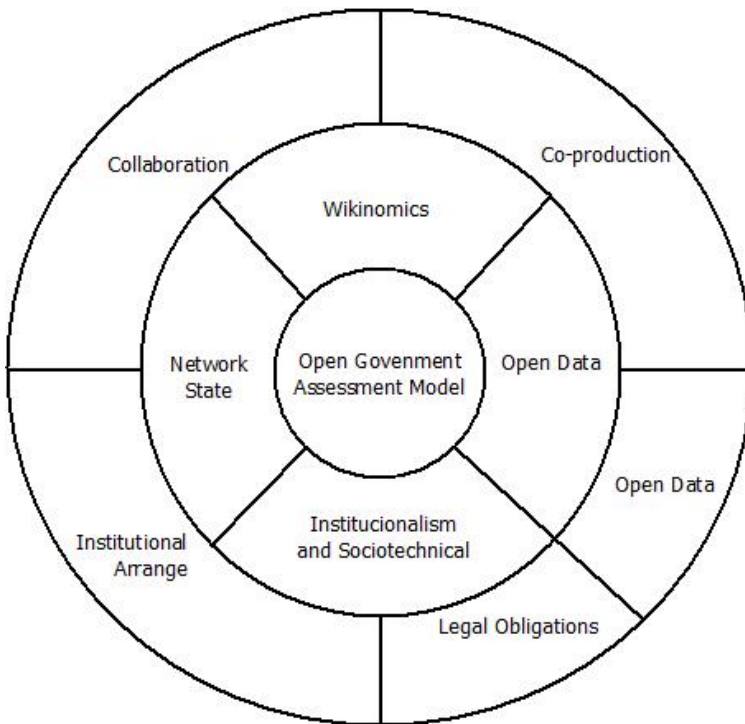 Collaboration
Co-production
Wikinomics
Network
State
Open Govenment
Assessment Model
Open Data
Open Data
Institucionalism
and Sociotechnical
Institutional
Arrange
Legal Obligations